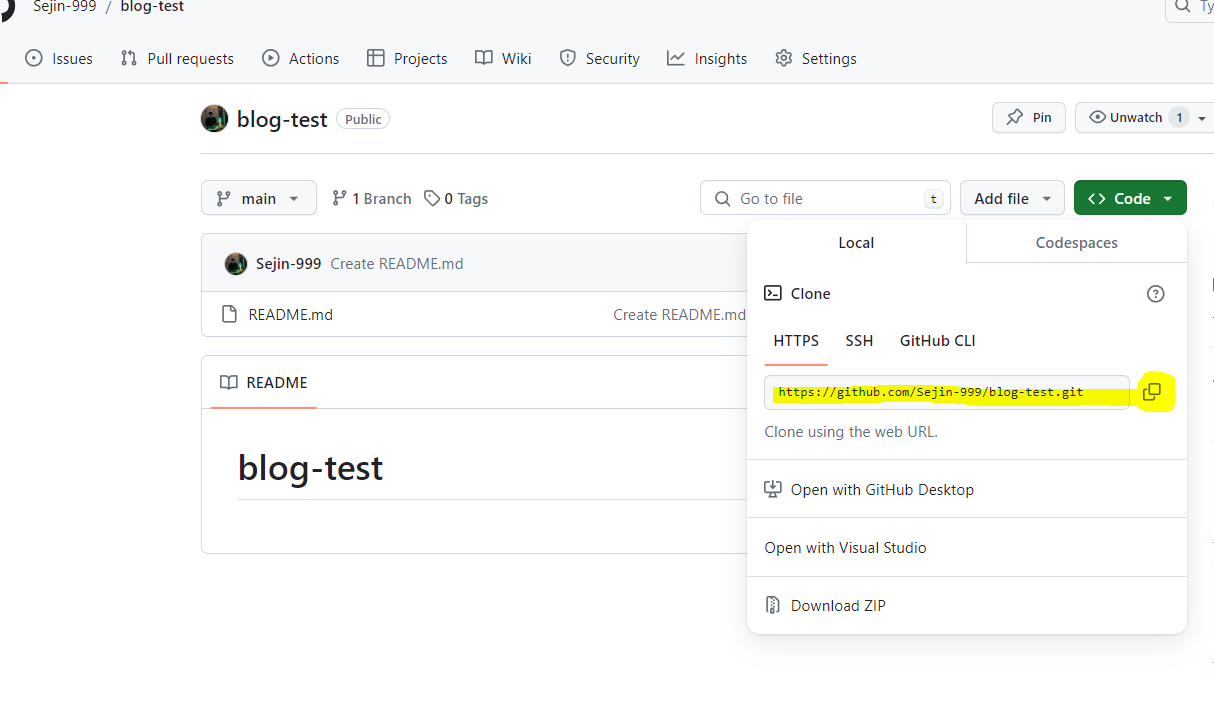 Sejin-999 / blog-test
Ty
Issues Pull requests Actions Projects Wiki Security Insights Settings
blog-test Public
Pin Unwatch 1
main 1 Branch 0 Tags Go to file t Add file Code
Local Codespaces
Sejin-999 Create README.md
Clone
README.md Create README.md
HTTPS SSH GitHub CLI
README
https://github.com/Sejin-999/blog-test.git
Clone using the web URL.
blog-test
Open with GitHub Desktop
Open with Visual Studio
Download ZIP